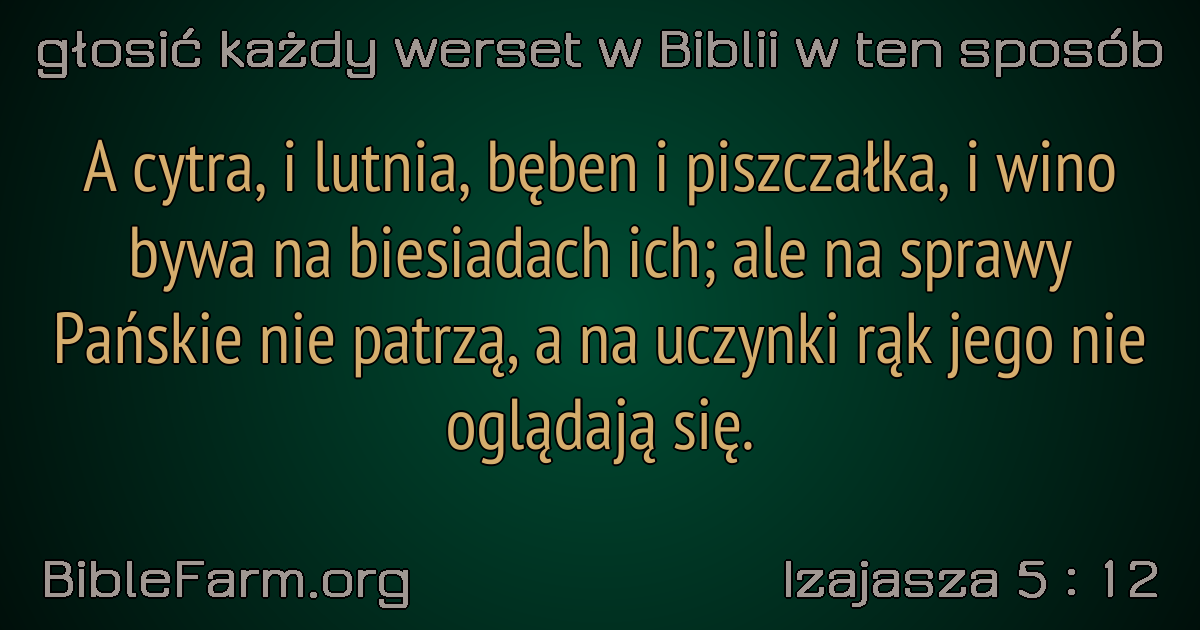 głosić każdy werset w Biblii w ten sposób
A cytra, i lutnia, bęben i piszczałka, i wino
bywa na biesiadach ich; ale na sprawy
Pańskie nie patrzą, a na uczynki rąk jego nie
oglądają się.
BibleFarm.org
Izajasza 5 : 12